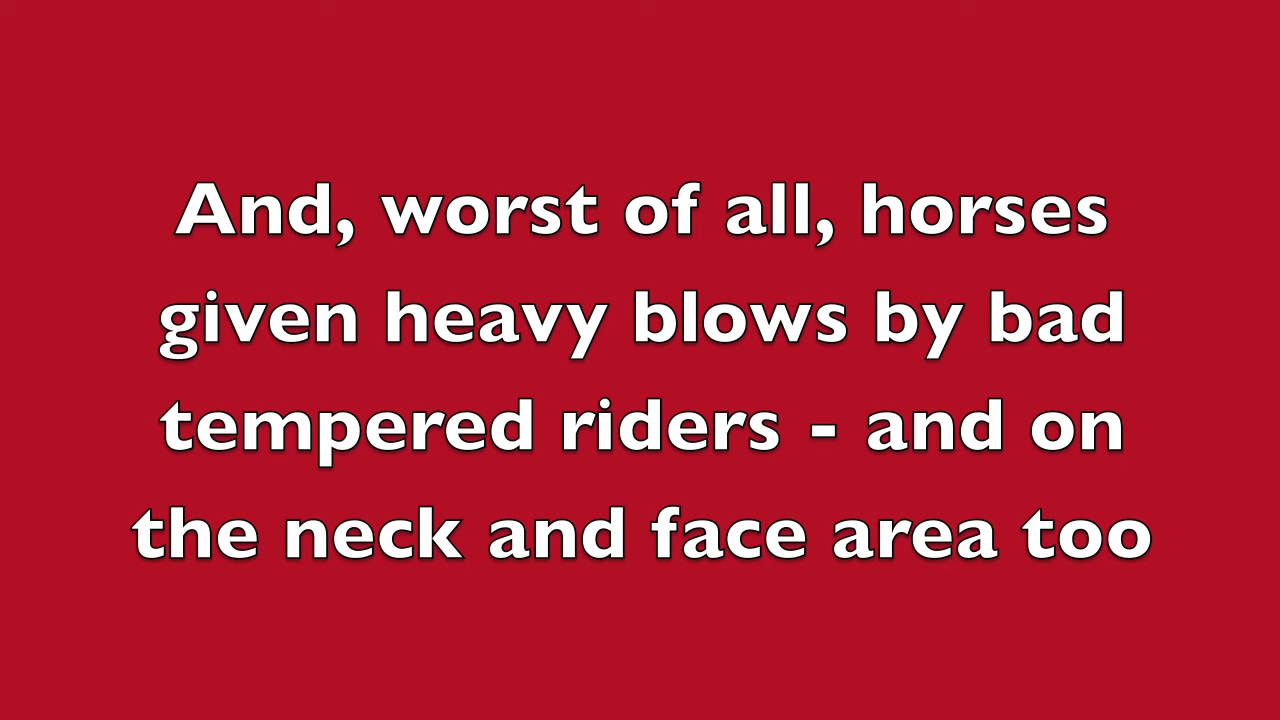 And, worst of all, horses
given heavy blows by bad
tempered riders - and on
the neck and face area too